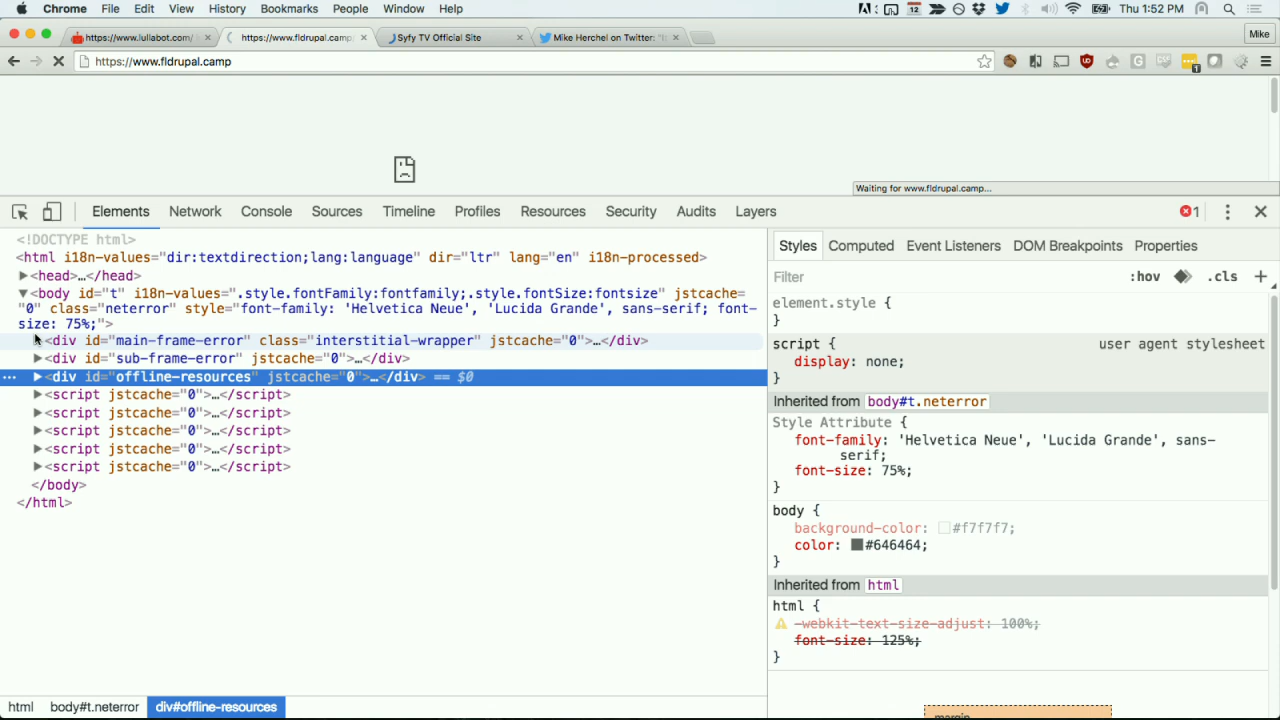 Chrome File Edit View History Bookmarks People Window Help 12 Thu 1:52 PM
https://www.lullabot.com/ https://www.fldrupal.camp Syfy TV Official Site Mike Herchel on Twitter: "I Mike
https://www.fldrupal.camp 1
Waiting for www.fldrupal.camp...
Elements Network Console Sources Timeline Profiles Resources Security Audits Layers 1
<!DOCTYPE html>
<html i18n-values="dir:textdirection;lang:language" dir="ltr" lang="en" i18n-processed>
<head>…</head>
<body id="t" i18n-values=".style.fontFamily:fontfamily;.style.fontSize:fontsize" jstcache=
"0" class="neterror" style="font-family: 'Helvetica Neue', 'Lucida Grande', sans-serif; font-
size: 75%;">
<div id="main-frame-error" class="interstitial-wrapper" jstcache="0">…</div>
<div id="sub-frame-error" jstcache="0">…</div>
… <div id="offline-resources" jstcache="0">…</div> == $0
<script jstcache="0">…</script>
<script jstcache="0">…</script>
<script jstcache="0">…</script>
<script jstcache="0">…</script>
<script jstcache="0">…</script>
</body>
</html>
html body#t.neterror div#offline-resources
Styles Computed Event Listeners DOM Breakpoints Properties
Filter :hov .cls +
element.style {
}
script { user agent stylesheet
display: none;
}
Inherited from body#t.neterror
Style Attribute {
font-family: 'Helvetica Neue', 'Lucida Grande', sans-
serif;
font-size: 75%;
}
body {
background-color: #f7f7f7;
color: #646464;
}
Inherited from html
html {
-webkit-text-size-adjust: 100%;
font-size: 125%;
}
margin